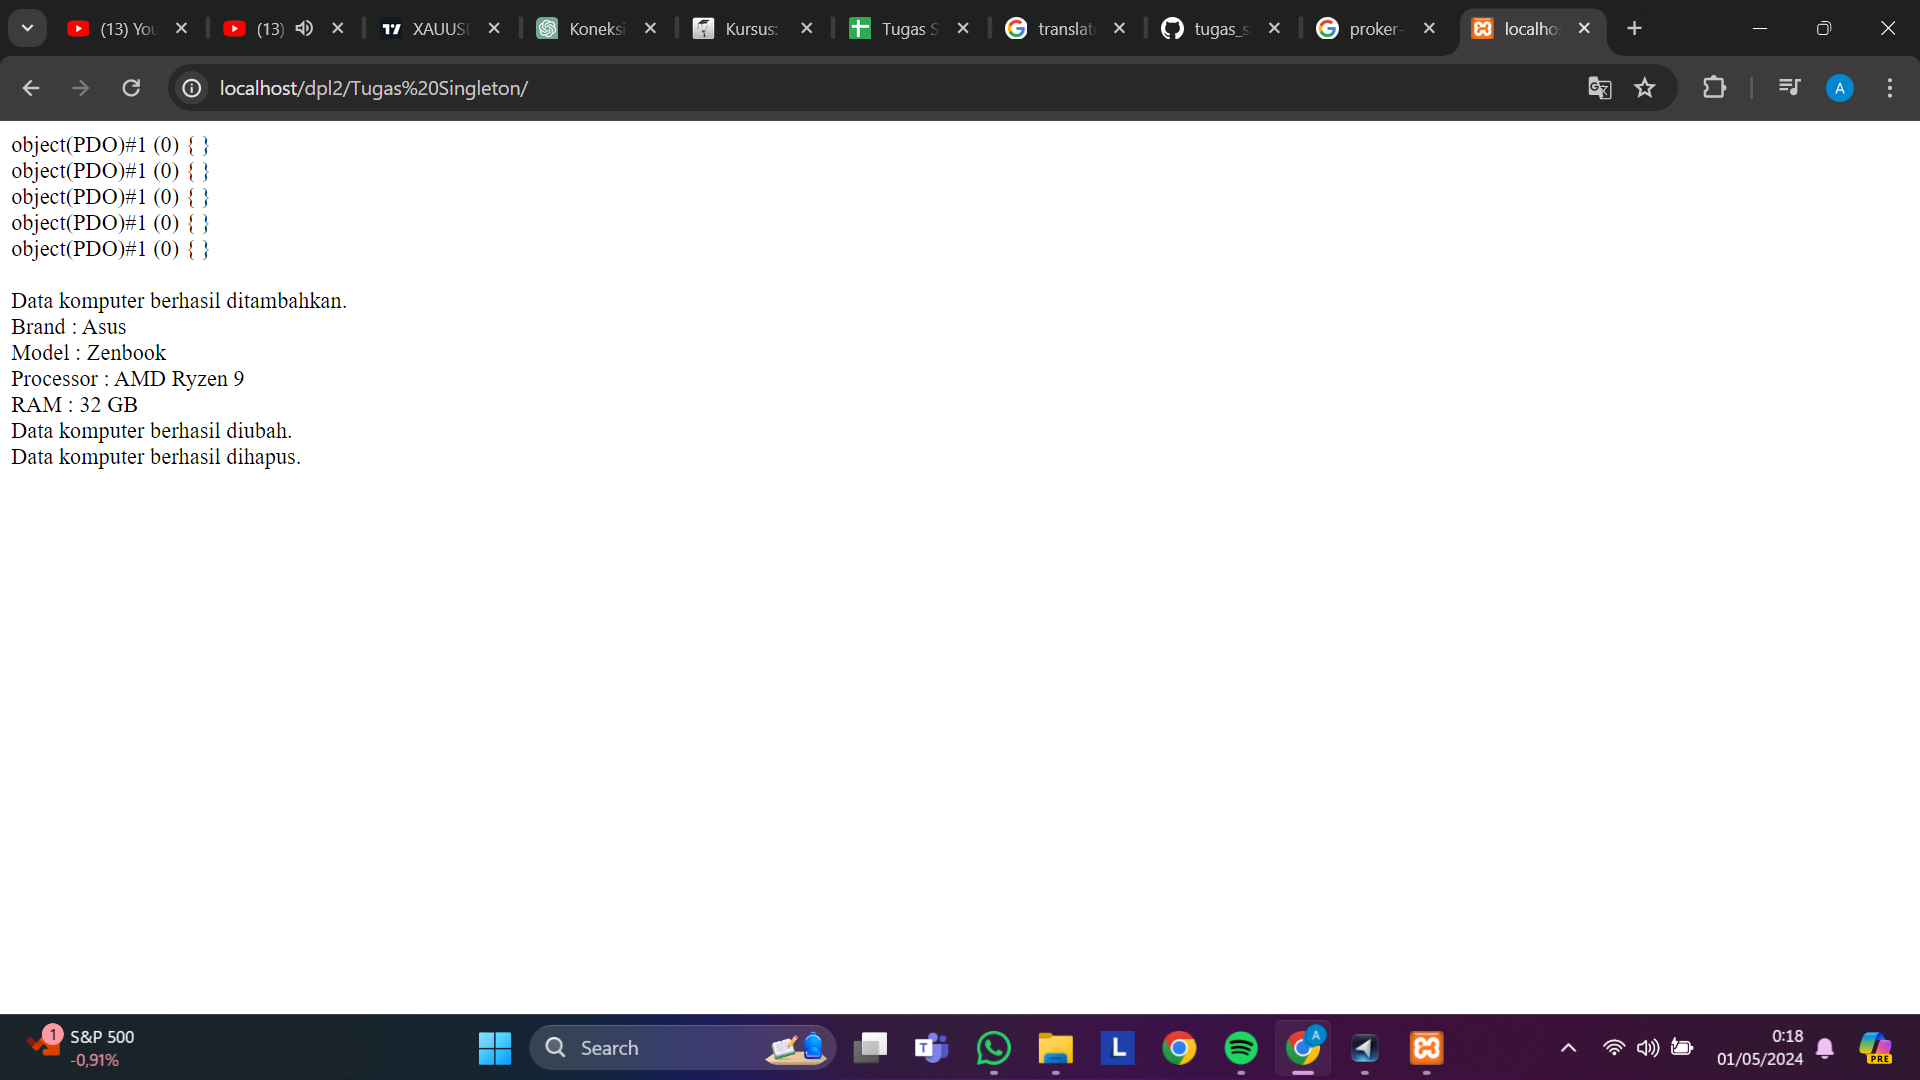 (13) You
(13)
XAUUSD
Koneksi
Kursus:
Tugas S
translat
tugas_s
proker-
localho
localhost/dpl2/Tugas%20Singleton/
A
object(PDO)#1 (0) { }
object(PDO)#1 (0) { }
object(PDO)#1 (0) { }
object(PDO)#1 (0) { }
object(PDO)#1 (0) { }
Data komputer berhasil ditambahkan.
Brand : Asus
Model : Zenbook
Processor : AMD Ryzen 9
RAM : 32 GB
Data komputer berhasil diubah.
Data komputer berhasil dihapus.
1
S&P 500
-0,91%
Search
T
L
A
0:18
01/05/2024
PRE